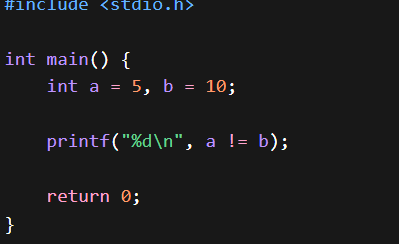 #include <stdio.h>
int main() {
    int a = 5, b = 10;
    printf("%d\n", a != b);
    return 0;
}